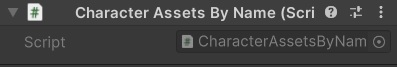 Character Assets By Name (Scri
Script CharacterAssetsByNam